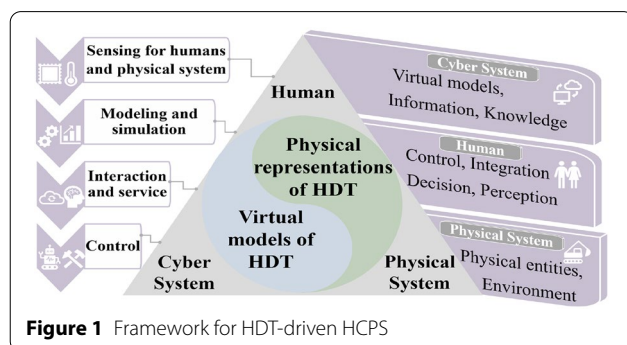 Sensing for humans
and physical system
Modeling and
simulation
Interaction
and service
Control
Human
Physical
representations
of HDT
Virtual
models of
HDT
Cyber
System
Physical
System
Cyber System
Virtual models,
Information, Knowledge
Human
Control, Integration
Decision, Perception
Physical System
Physical entities,
Environment
Figure 1 Framework for HDT-driven HCPS